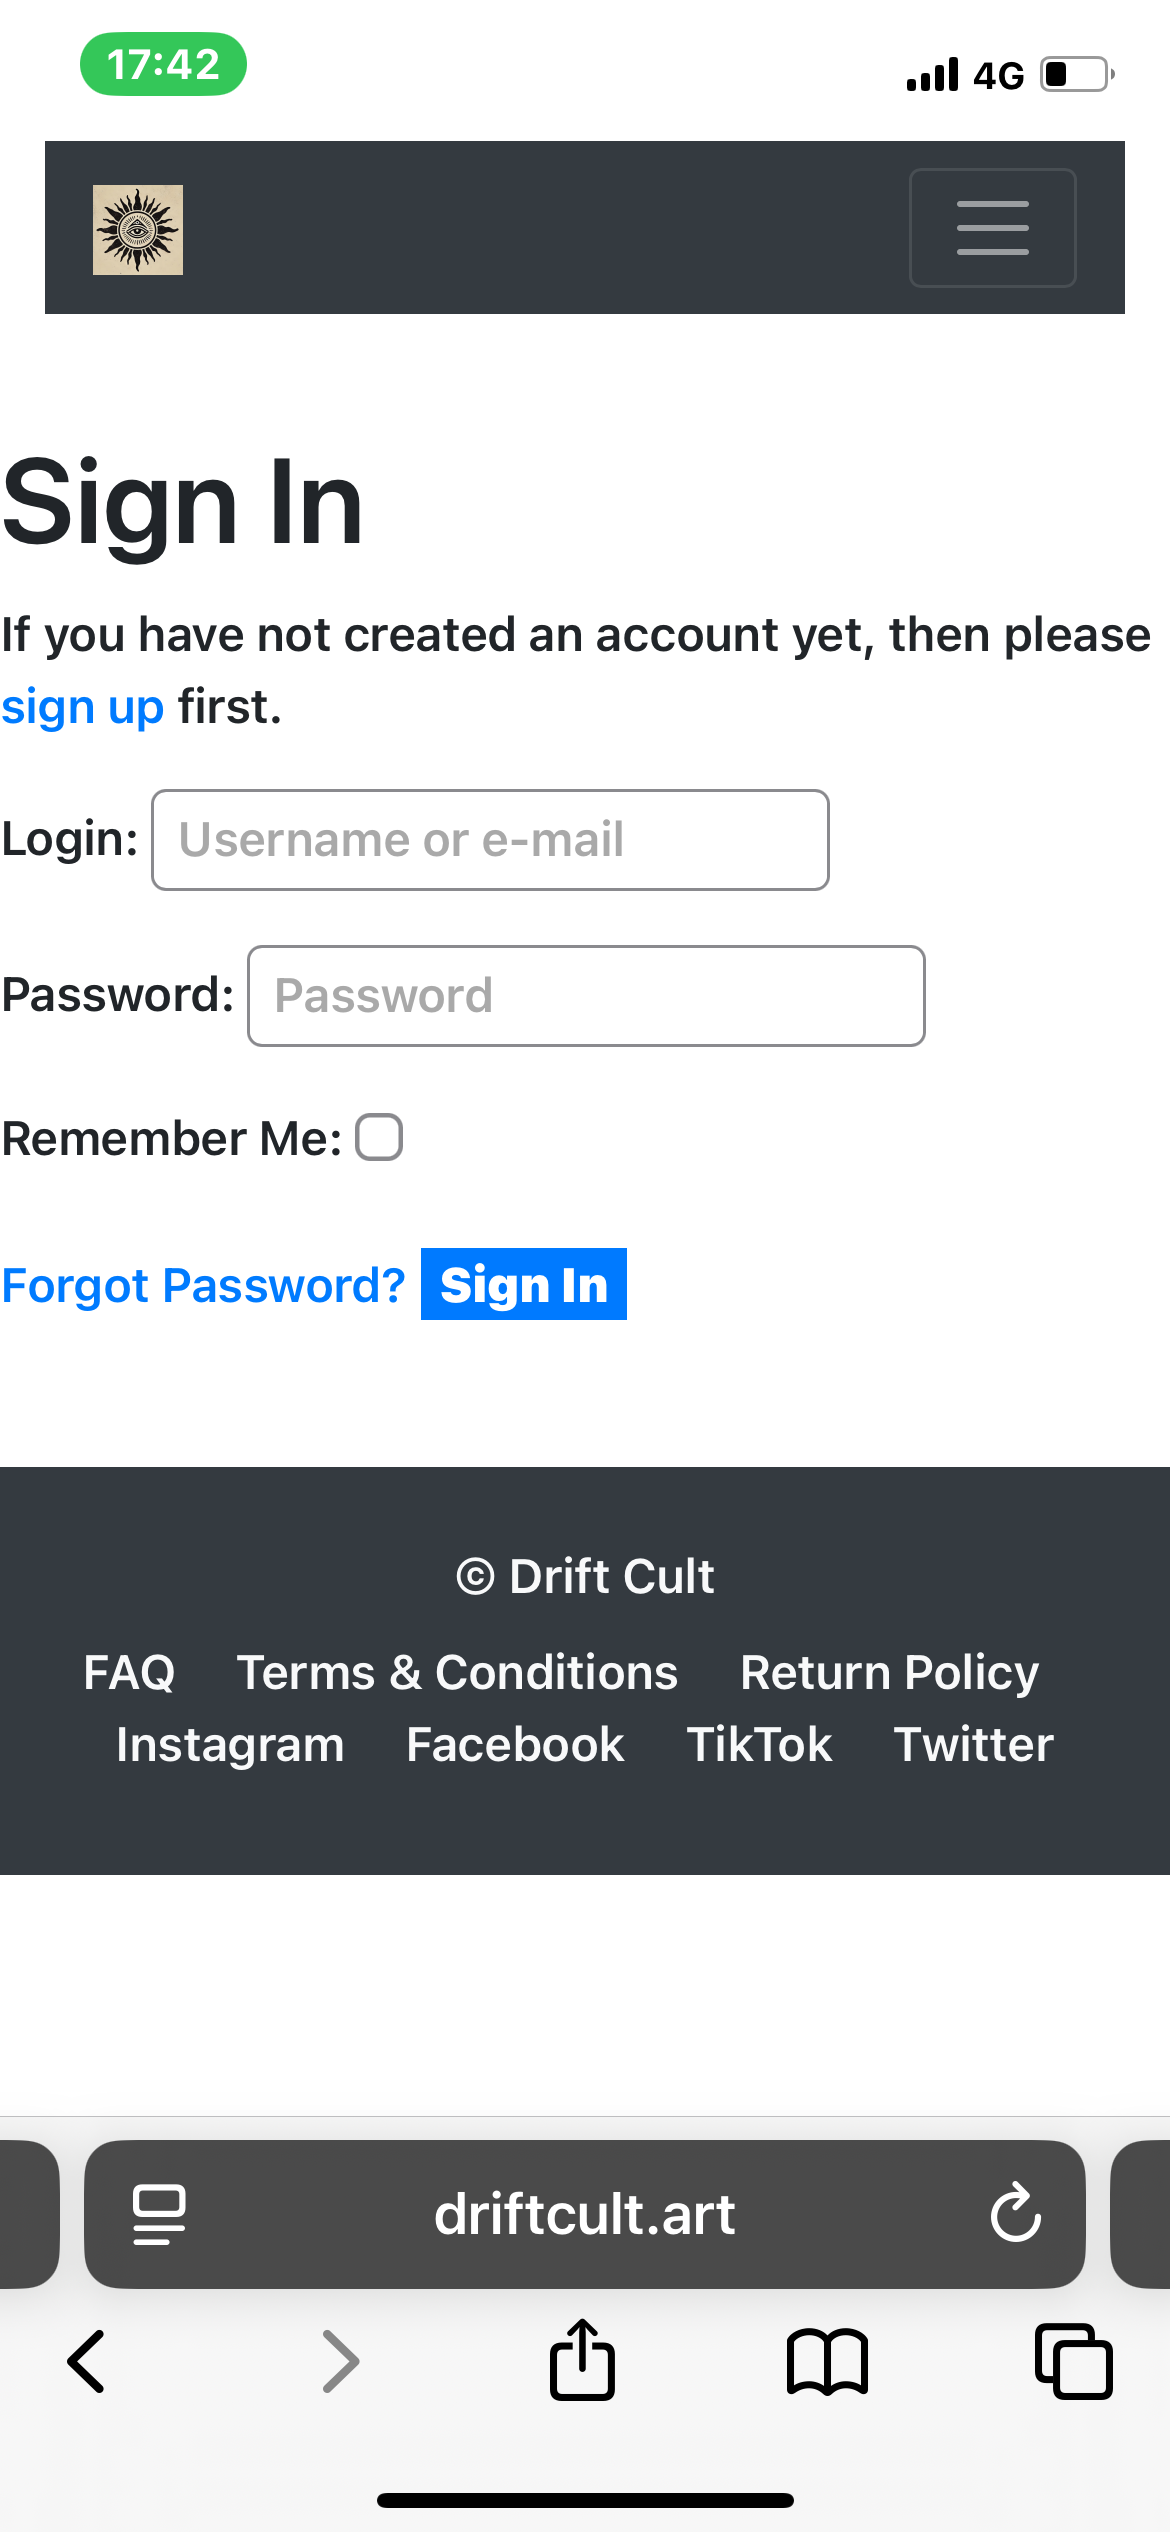 17:42 4G
Sign In
If you have not created an account yet, then please
sign up first.
Login: Username or e-mail
Password: Password
Remember Me:
Forgot Password? Sign In
© Drift Cult
FAQ Terms & Conditions Return Policy
Instagram Facebook TikTok Twitter
driftcult.art